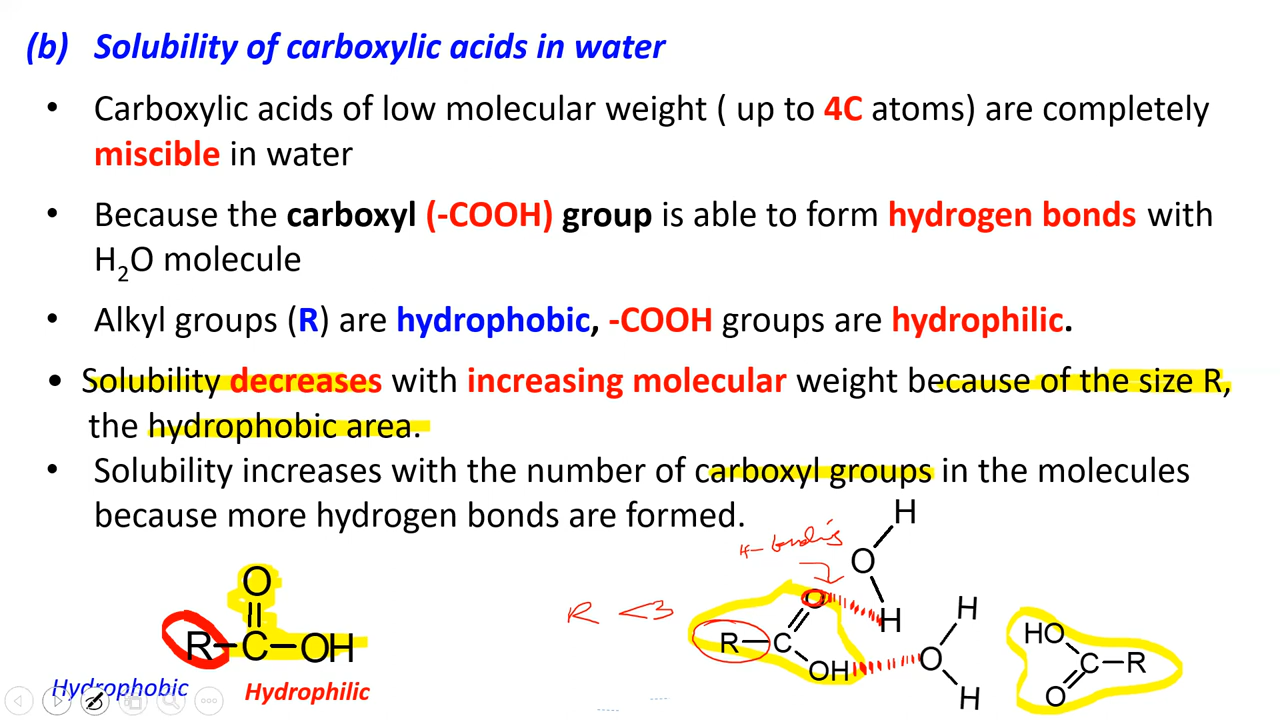 (b) Solubility of carboxylic acids in water
• Carboxylic acids of low molecular weight ( up to 4C atoms) are completely
miscible in water
• Because the carboxyl (-COOH) group is able to form hydrogen bonds with
H₂O molecule
• Alkyl groups (R) are hydrophobic, -COOH groups are hydrophilic.
• Solubility decreases with increasing molecular weight because of the size R,
the hydrophobic area.
• Solubility increases with the number of carboxyl groups in the molecules
because more hydrogen bonds are formed.
H
H- bonding
O
O
O
H
H
R <3
HO
R C OH
R C
O
C R
OH
H
O
Hydrophobic
Hydrophilic